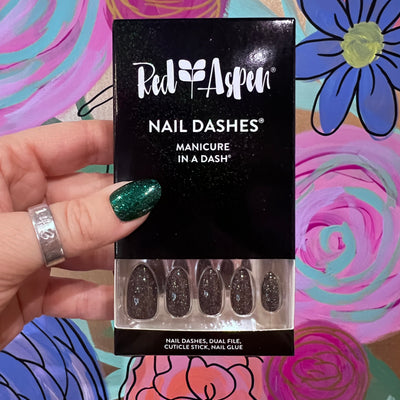 Red Aspen®
NAIL DASHES®
MANICURE
IN A DASH®
NAIL DASHES, DUAL FILE,
CUTICLE STICK, NAIL GLUE